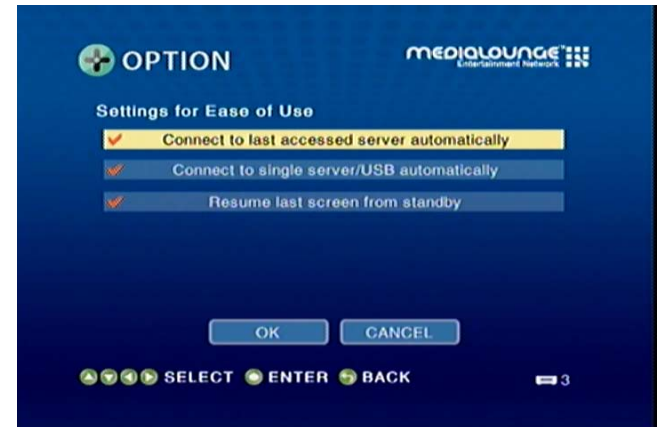 OPTION
MEDIALOUNGE™
Entertainment Network
Settings for Ease of Use
Connect to last accessed server automatically
Connect to single server/USB automatically
Resume last screen from standby
OK CANCEL
SELECT ENTER BACK 3